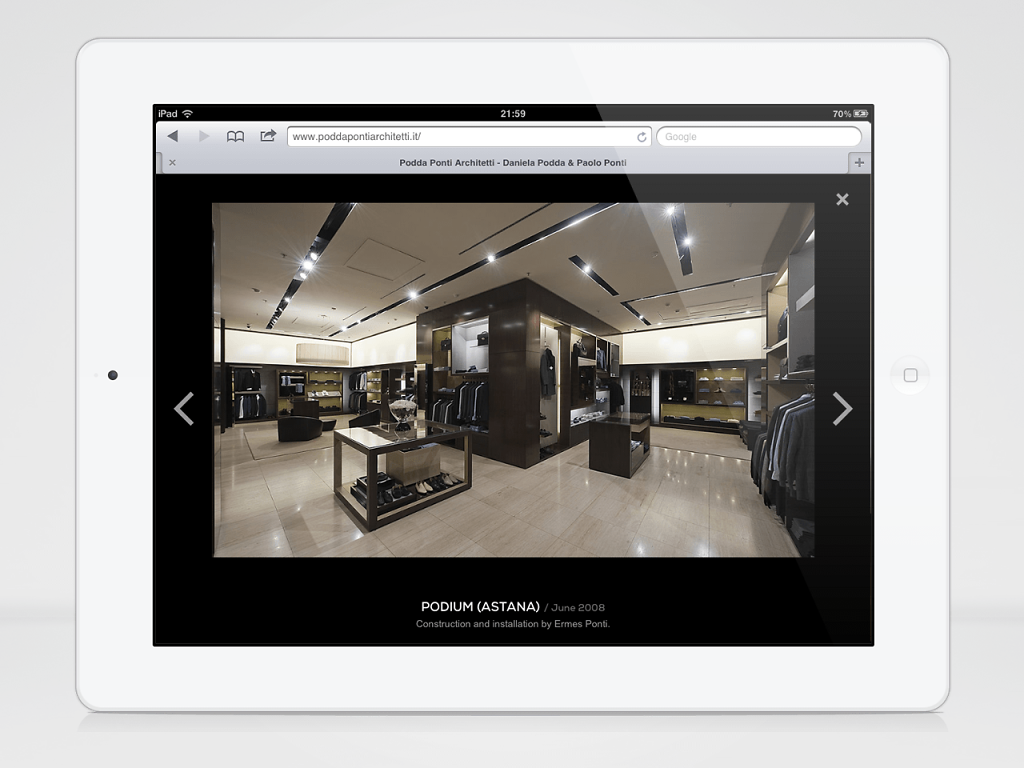 iPad 21:59 70%
www.poddapontiarchitetti.it/ Google
Podda Ponti Architetti - Daniela Podda & Paolo Ponti
PODIUM (ASTANA) / June 2008
Construction and installation by Ermes Ponti.